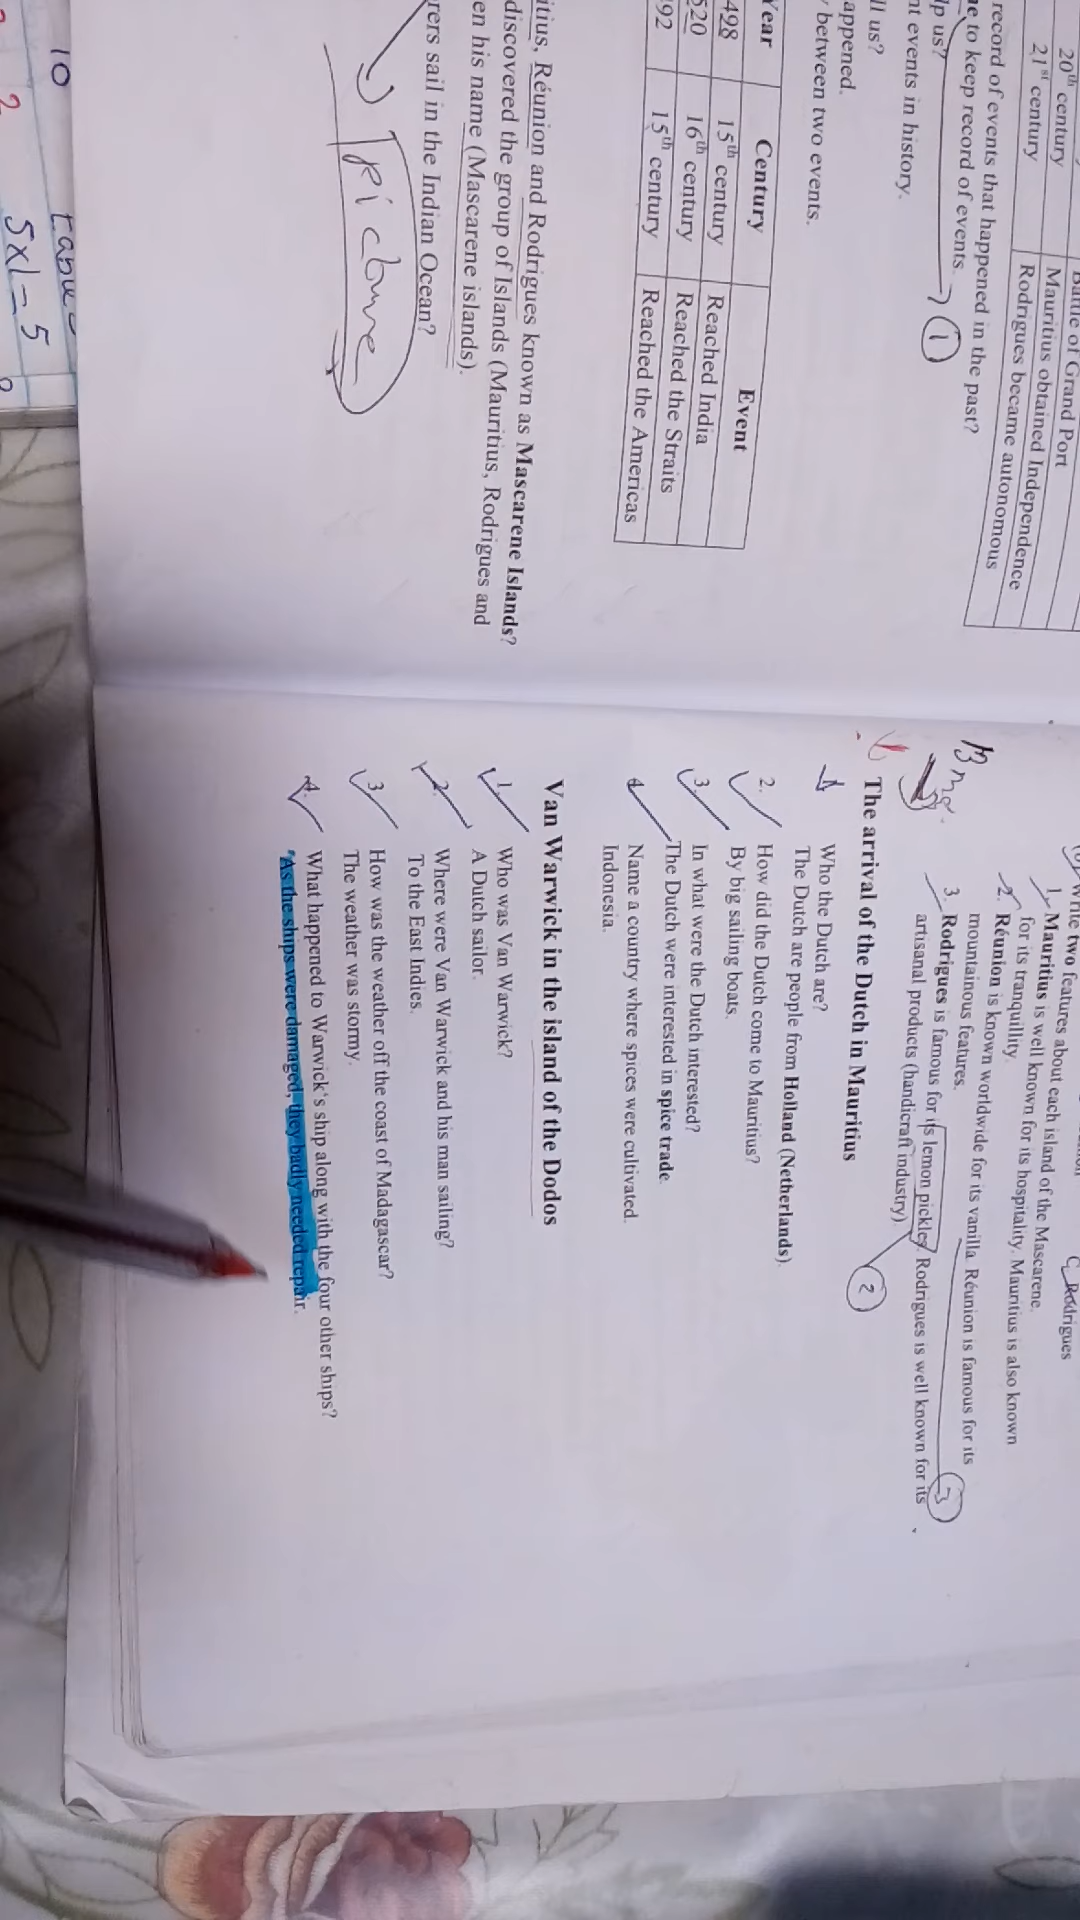 20th century
21st century
Battle of Grand Port
Mauritius obtained Independence
Rodrigues became autonomous
record of events that happened in the past?
to keep record of events.
us?
1
events in history.
us?
between two events.
Year Century Event
498 15th century Reached India
520 16th century Reached the Straits
92 15th century Reached the Americas
Réunion and Rodrigues known as Mascarene Islands?
discovered the group of Islands (Mauritius, Rodrigues and
his name (Mascarene islands).
sail in the Indian Ocean?
10
5x1=5
C. Rodrigues
two features about each island of the Mascarene.
1. Mauritius is well known for its hospitality. Mauritius is also known
for its tranquillity.
2. Réunion is known worldwide for its vanilla. Réunion is famous for its
mountainous features.
3. Rodrigues is famous for its lemon pickles. Rodrigues is well known for its
artisanal products (handicraft industry).
2
3
The arrival of the Dutch in Mauritius
1. Who the Dutch are?
The Dutch are people from Holland (Netherlands).
2. How did the Dutch come to Mauritius?
By big sailing boats.
3. In what were the Dutch interested?
The Dutch were interested in spice trade.
4. Name a country where spices were cultivated.
Indonesia.
Van Warwick in the island of the Dodos
1. Who was Van Warwick?
A Dutch sailor.
2. Where were Van Warwick and his man sailing?
To the East Indies.
3. How was the weather off the coast of Madagascar?
The weather was stormy.
4. What happened to Warwick's ship along with the four other ships?
*As the ships were damaged, they badly needed repair.